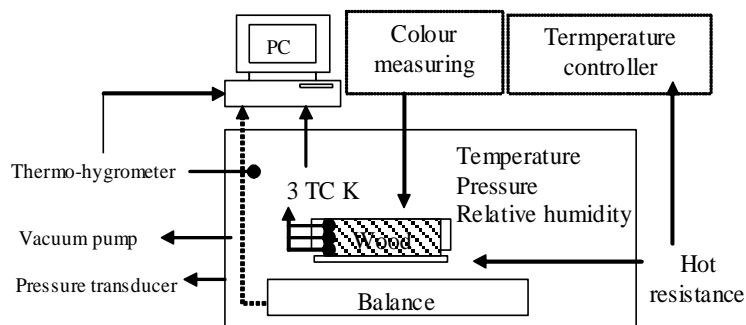 PC
Colour
measuring
Termperature
controller
Thermo-hygrometer
3 TC K
Temperature
Pressure
Relative humidity
Vacuum pump
Wood
Pressure transducer
Balance
Hot
resistance